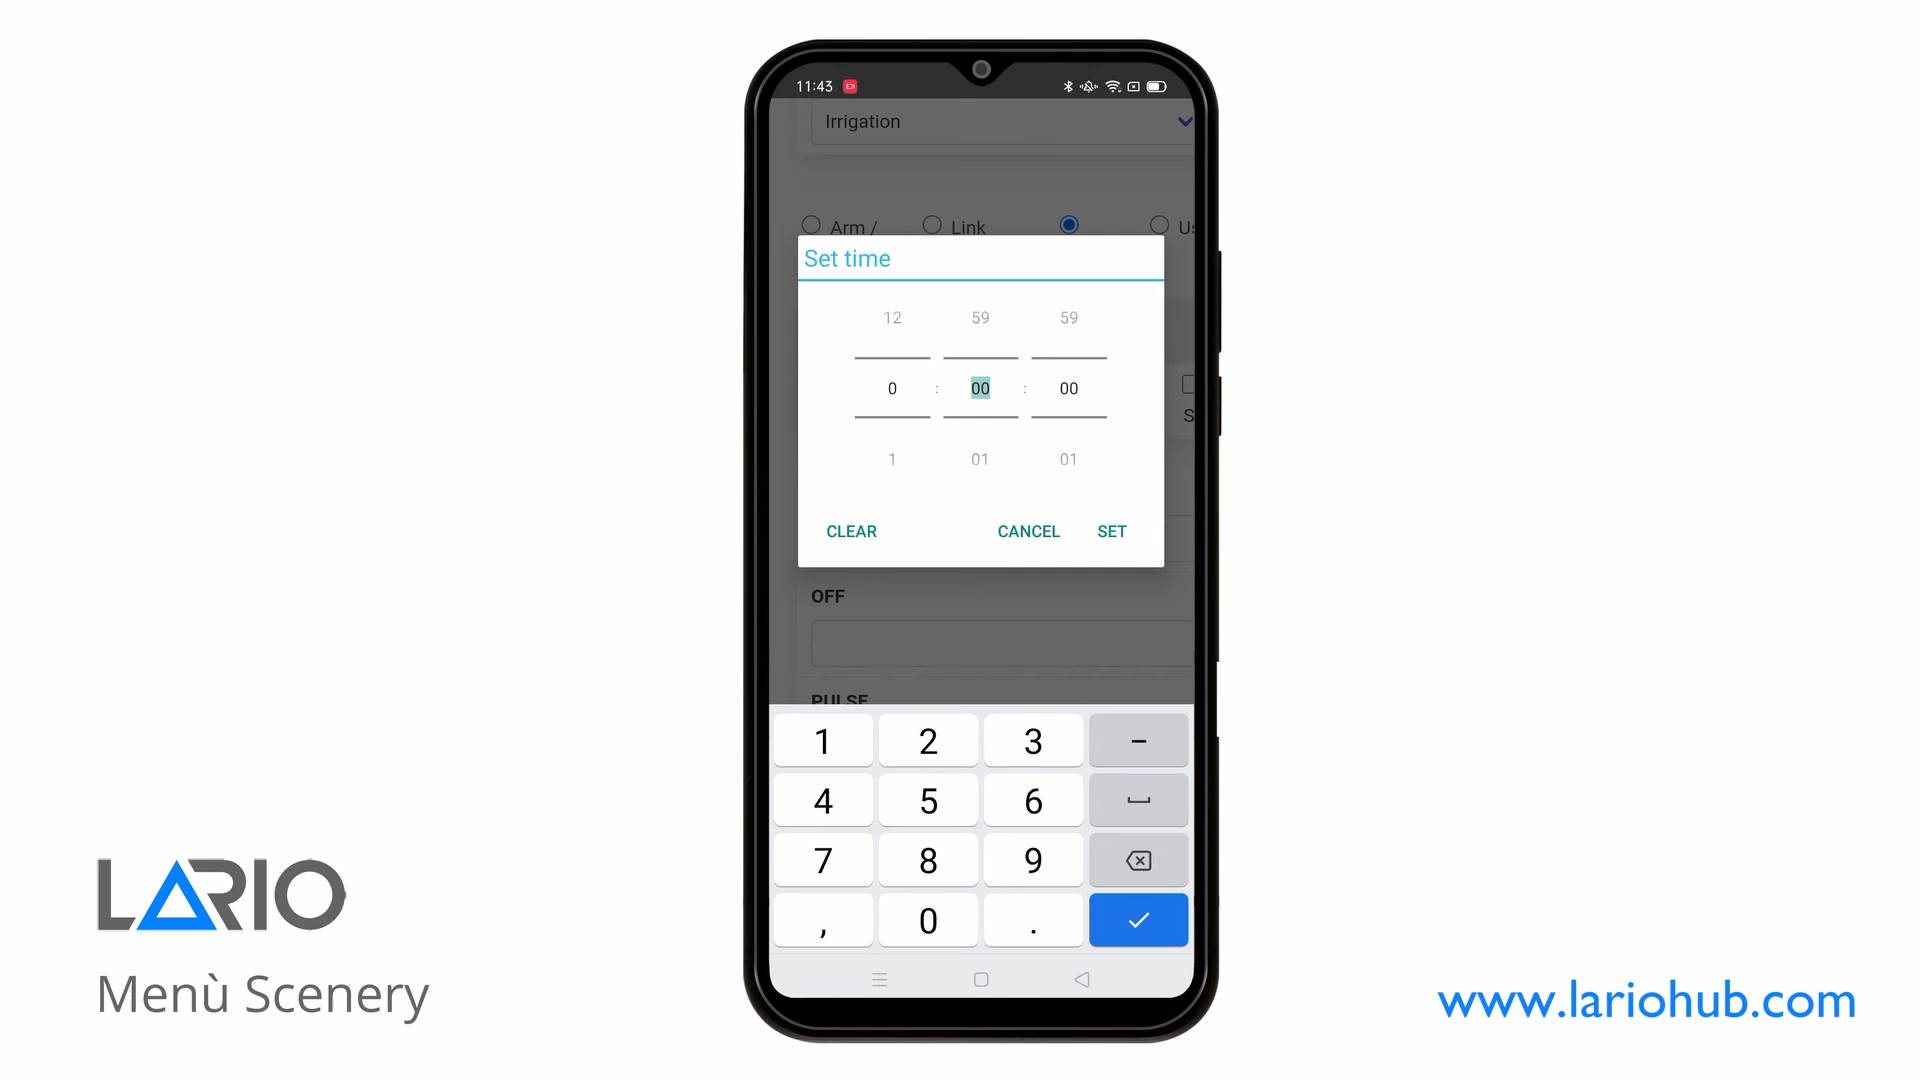 11:43
Irrigation
Arm / Link Us
Set time
12 59 59
0 : 00 : 00
1 01 01
S
CLEAR CANCEL SET
OFF
PULSE
1 2 3 -
4 5 6
7 8 9
, 0 .
LARIO
Menù Scenery
www.lariohub.com